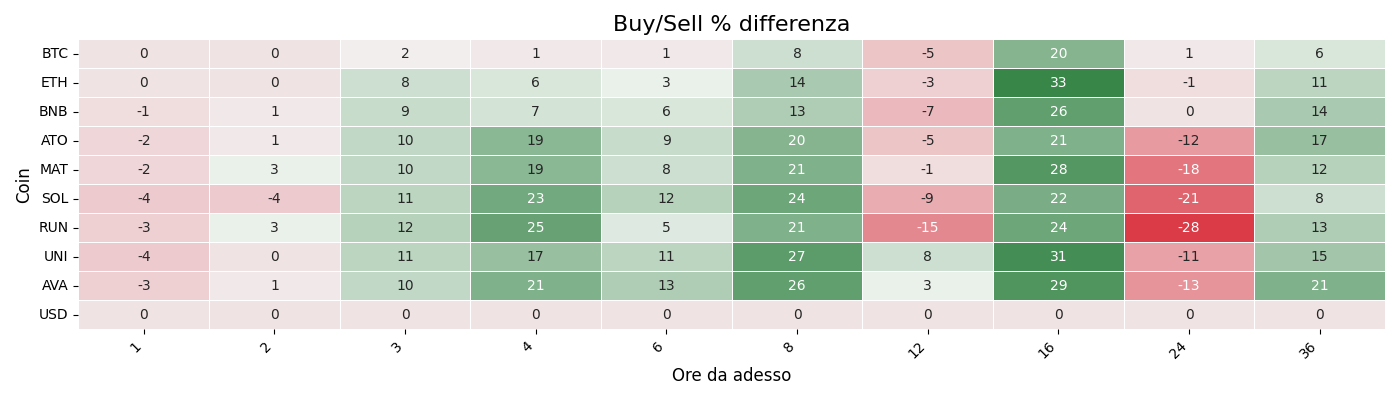 Buy/Sell % differenza
Coin
BTC 0 0 2 1 1 8 -5 20 1 6
ETH 0 0 8 6 3 14 -3 33 -1 11
BNB -1 1 9 7 6 13 -7 26 0 14
ATO -2 1 10 19 9 20 -5 21 -12 17
MAT -2 3 10 19 8 21 -1 28 -18 12
SOL -4 -4 11 23 12 24 -9 22 -21 8
RUN -3 3 12 25 5 21 -15 24 -28 13
UNI -4 0 11 17 11 27 8 31 -11 15
AVA -3 1 10 21 13 26 3 29 -13 21
USD 0 0 0 0 0 0 0 0 0 0
1 2 3 4 6 8 12 16 24 36
Ore da adesso